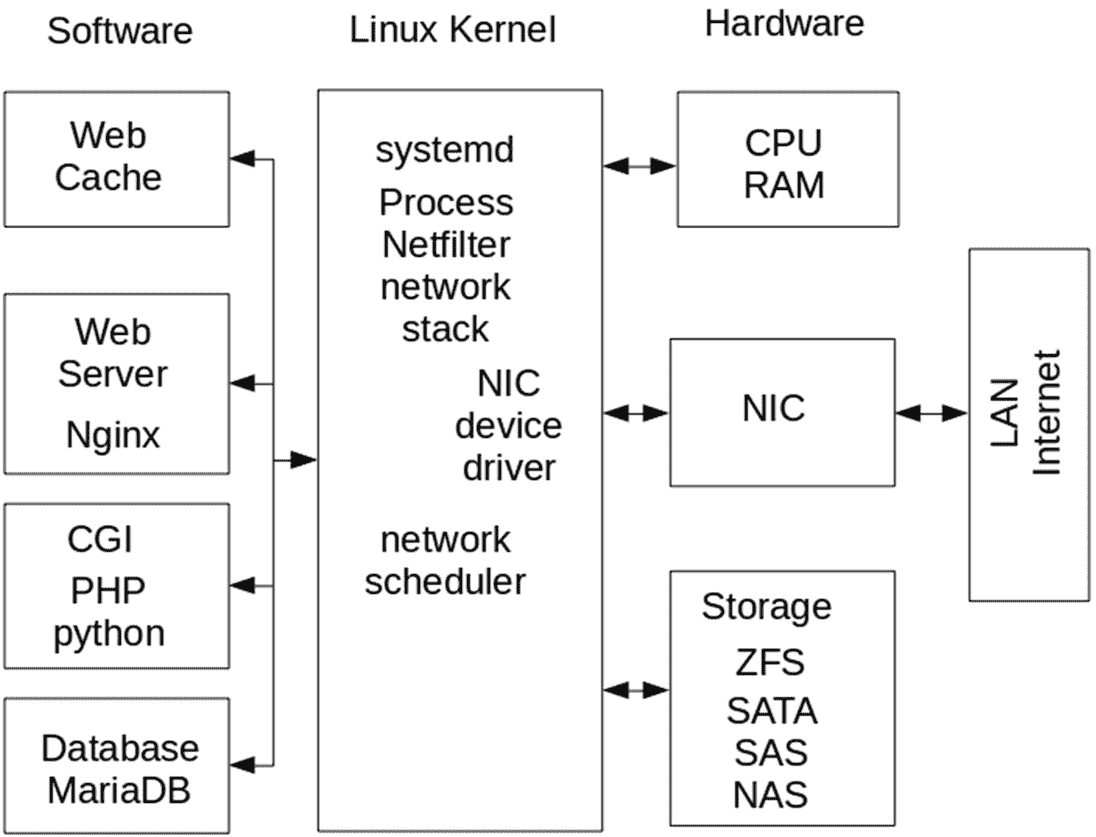 Software
Linux Kernel
Hardware
Web
Cache
Web
Server
Nginx
CGI
PHP
python
Database
MariaDB
systemd
Process
Netfilter
network
stack
NIC
device
driver
network
scheduler
CPU
RAM
NIC
Storage
ZFS
SATA
SAS
NAS
LAN
Internet